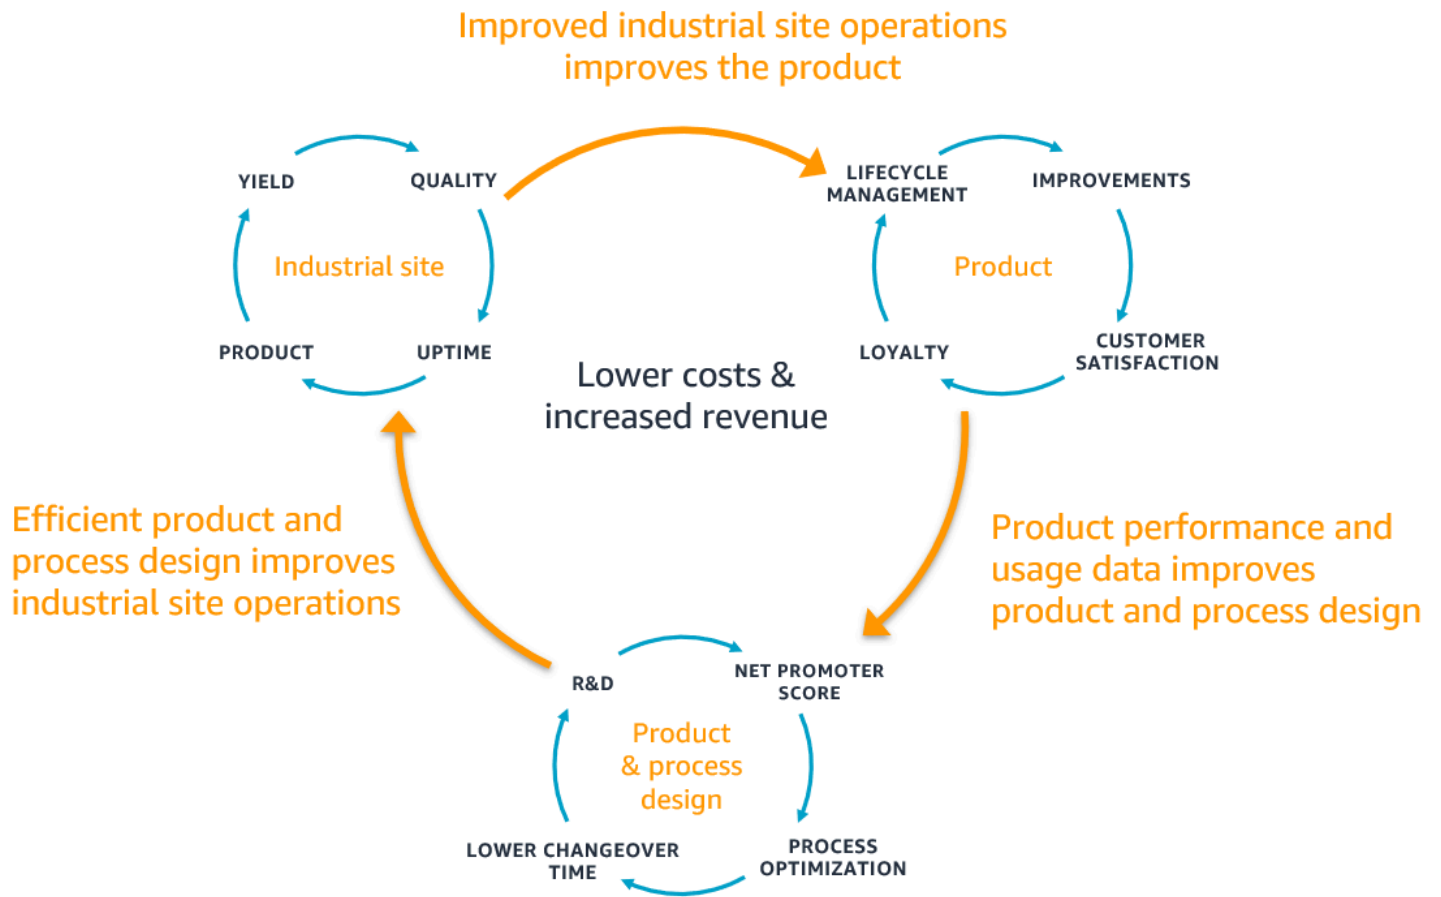 Improved industrial site operations
improves the product
YIELD
QUALITY
Industrial site
PRODUCT
UPTIME
LIFECYCLE
MANAGEMENT
IMPROVEMENTS
Product
LOYALTY
CUSTOMER
SATISFACTION
Lower costs &
increased revenue
Efficient product and
process design improves
industrial site operations
Product performance and
usage data improves
product and process design
R&D
NET PROMOTER
SCORE
Product
& process
design
LOWER CHANGEOVER
TIME
PROCESS
OPTIMIZATION